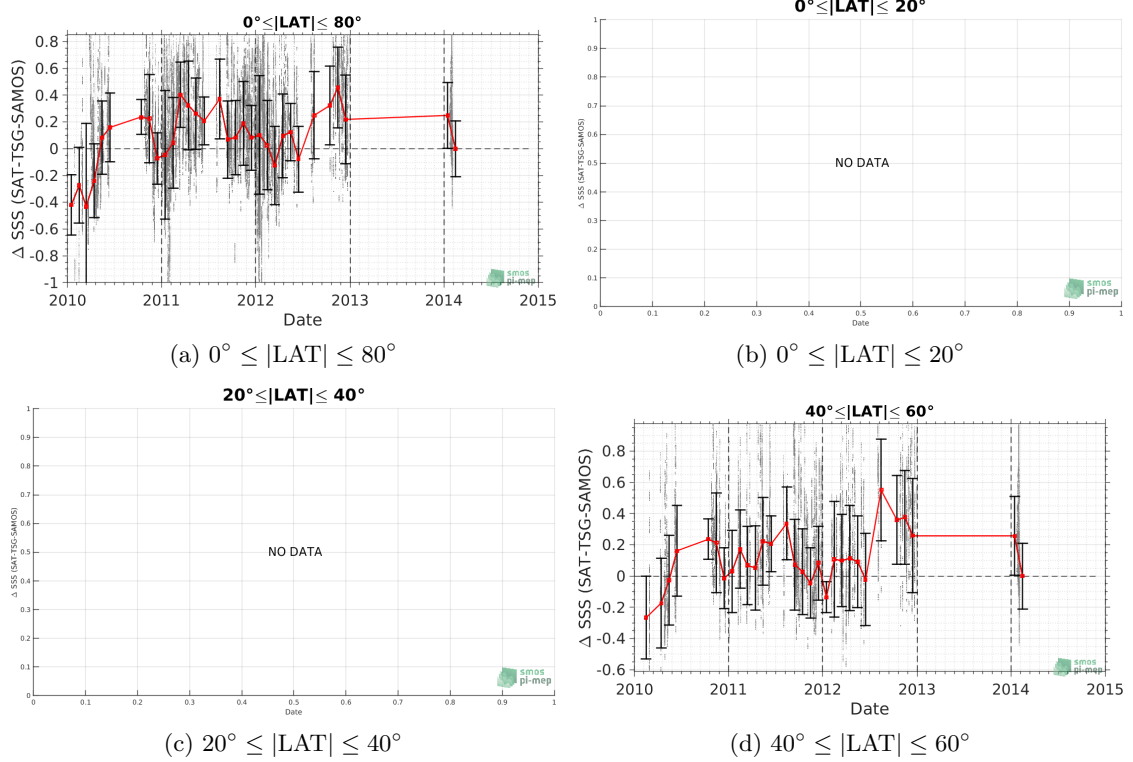 0°≤|LAT|≤ 80°
Δ SSS (SAT-TSG-SAMOS)
0.8
0.6
0.4
0.2
0
-0.2
-0.4
-0.6
-0.8
-1
2010 2011 2012 2013 2014 2015
Date
smos
pi-mep
(a) 0° ≤ |LAT| ≤ 80°
0°≤|LAT|≤ 20°
Δ SSS (SAT-TSG-SAMOS)
1
0.9
0.8
0.7
0.6
0.5
0.4
0.3
0.2
0.1
0
NO DATA
0 0.1 0.2 0.3 0.4 0.5 0.6 0.7 0.8 0.9 1
Date
smos
pi-mep
(b) 0° ≤ |LAT| ≤ 20°
20°≤|LAT|≤ 40°
Δ SSS (SAT-TSG-SAMOS)
1
0.9
0.8
0.7
0.6
0.5
0.4
0.3
0.2
0.1
0
NO DATA
0 0.1 0.2 0.3 0.4 0.5 0.6 0.7 0.8 0.9 1
Date
smos
pi-mep
(c) 20° ≤ |LAT| ≤ 40°
40°≤|LAT|≤ 60°
Δ SSS (SAT-TSG-SAMOS)
0.8
0.6
0.4
0.2
0
-0.2
-0.4
-0.6
2010 2011 2012 2013 2014 2015
Date
smos
pi-mep
(d) 40° ≤ |LAT| ≤ 60°